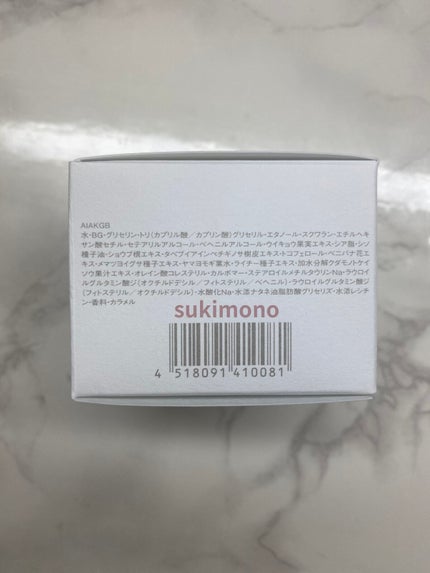 AIAKGB
水・BG・グリセリン・トリ(カプリル酸／カプリン酸)グリセリル・エタノール・スクワラン・エチルヘキ
サン酸セチル・セテアリルアルコール・ベヘニルアルコール・ウイキョウ果実エキス・シア脂・シソ
種子油・ショウブ根エキス・タベブイアインペチギノサ樹皮エキス・トコフェロール・ベニバナ花エ
キス・メマツヨイグサ種子エキス・ヤマヨモギ葉水・ライチー種子エキス・加水分解クダモノトケイ
ソウ果汁エキス・オレイン酸コレステリル・カルボマー・ステアロイルメチルタウリンNa・ラウロイ
ルグルタミン酸ジ(オクチルドデシル／フィトステリル／ベヘニル)・ラウロイルグルタミン酸ジ
(フィトステリル／オクチルドデシル)・水酸化Na・水添ナタネ油脂肪酸グリセリズ・水添レシチ
ン・香料・カラメル
sukimono
4 518091 410081